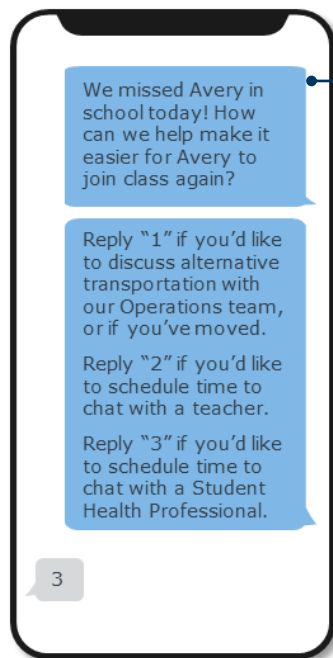 We missed Avery in
school today! How
can we help make it
easier for Avery to
join class again?
Reply “1” if you’d like
to discuss alternative
transportation with
our Operations team,
or if you’ve moved.
Reply “2” if you’d like
to schedule time to
chat with a teacher.
Reply “3” if you’d like
to schedule time to
chat with a Student
Health Professional.
3